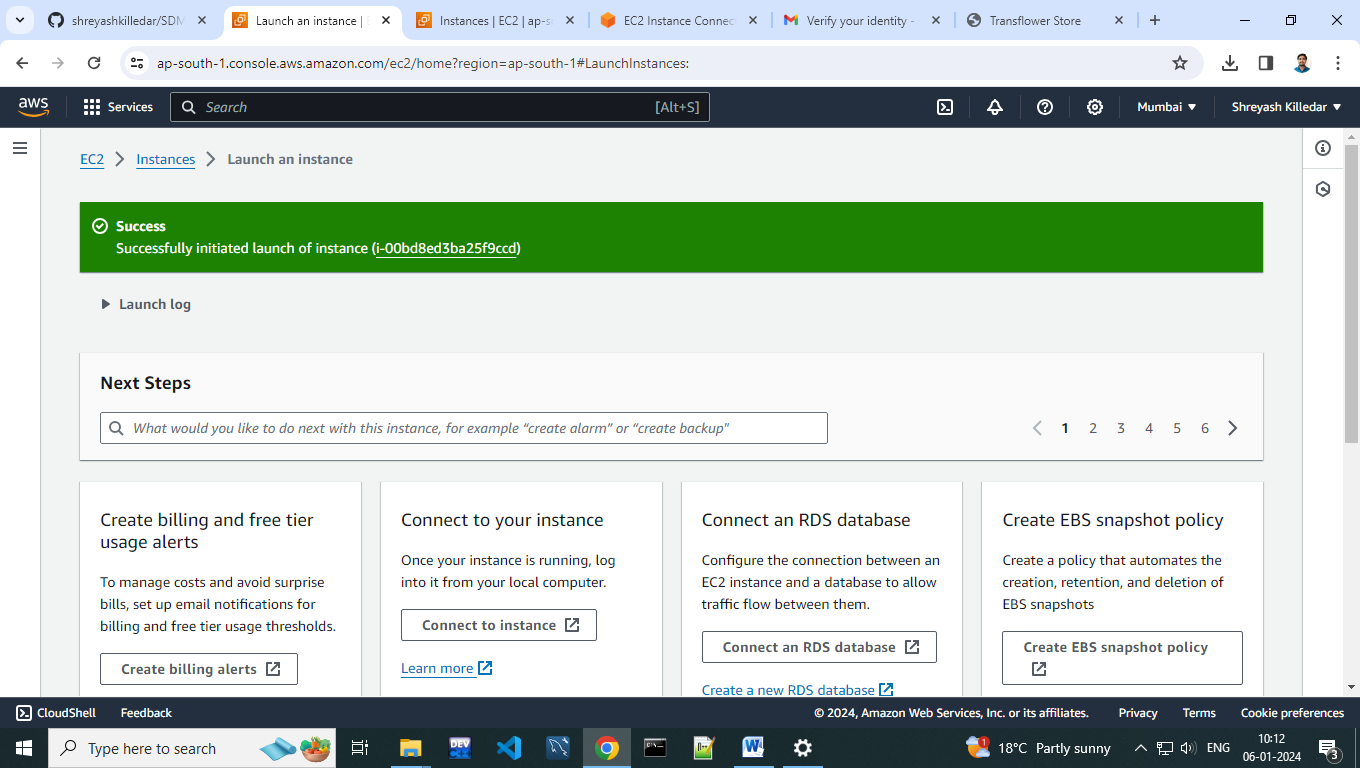 shreyashkilledar/SDM
Launch an instance | E
Instances | EC2 | ap-s
EC2 Instance Connect
Verify your identity -
Transflower Store
ap-south-1.console.aws.amazon.com/ec2/home?region=ap-south-1#LaunchInstances:
aws
Services
Search
[Alt+S]
Mumbai
Shreyash Killedar
EC2
Instances
Launch an instance
Success
Successfully initiated launch of instance (i-00bd8ed3ba25f9ccd)
Launch log
Next Steps
What would you like to do next with this instance, for example “create alarm” or “create backup”
1 2 3 4 5 6
Create billing and free tier
usage alerts
To manage costs and avoid surprise
bills, set up email notifications for
billing and free tier usage thresholds.
Create billing alerts
Connect to your instance
Once your instance is running, log
into it from your local computer.
Connect to instance
Learn more
Connect an RDS database
Configure the connection between an
EC2 instance and a database to allow
traffic flow between them.
Connect an RDS database
Create a new RDS database
Create EBS snapshot policy
Create a policy that automates the
creation, retention, and deletion of
EBS snapshots
Create EBS snapshot policy
CloudShell
Feedback
© 2024, Amazon Web Services, Inc. or its affiliates.
Privacy
Terms
Cookie preferences
Type here to search
DEV
1
18°C Partly sunny
ENG
10:12
06-01-2024
3